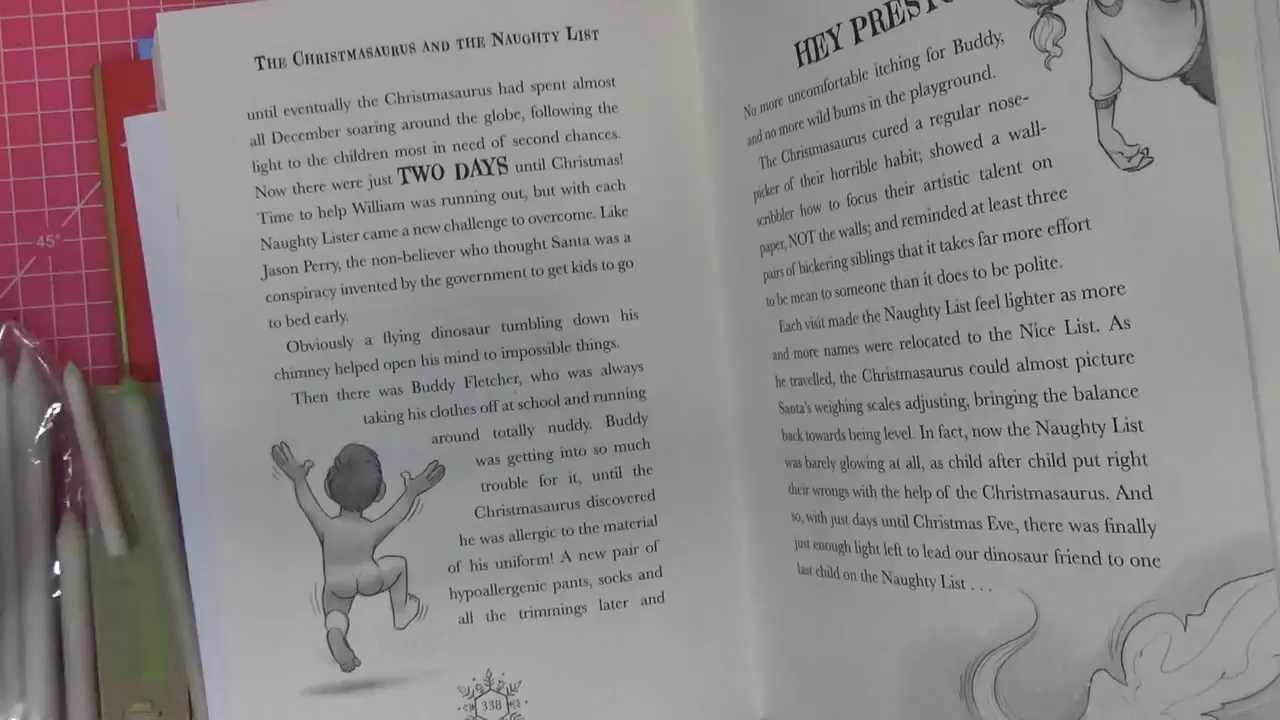 THE CHRISTMASAURUS AND THE NAUGHTY LIST
until eventually the Christmasaurus had spent almost
all December soaring around the globe, following the
light to the children most in need of second chances.
Now there were just TWO DAYS until Christmas!
Time to help William was running out, but with each
Naughty Lister came a new challenge to overcome. Like
Jason Perry, the non-believer who thought Santa was a
conspiracy invented by the government to get kids to go
to bed early.
Obviously a flying dinosaur tumbling down his
chimney helped open his mind to impossible things.
Then there was Buddy Fletcher, who was always
taking his clothes off at school and running
around totally nuddy. Buddy
was getting into so much
trouble for it, until the
Christmasaurus discovered
he was allergic to the material
of his uniform! A new pair of
hypoallergenic pants, socks and
all the trimmings later and
338
HEY
No more uncomfortable itching for Buddy,
and no more wild bums in the playground.
The Christmasaurus cured a regular nose-
picker of their horrible habit; showed a wall-
scribbler how to focus their artistic talent on
paper, NOT the walls; and reminded at least three
pairs of bickering siblings that it takes far more effort
to be mean to someone than it does to be polite.
Each visit made the Naughty List feel lighter as more
and more names were relocated to the Nice List. As
he travelled, the Christmasaurus could almost picture
Santa's weighing scales adjusting, bringing the balance
back towards being level. In fact, now the Naughty List
was barely glowing at all, as child after child put right
their wrongs with the help of the Christmasaurus. And
so, with just days until Christmas Eve, there was finally
just enough light left to lead our dinosaur friend to one
last child on the Naughty List . . .
45°